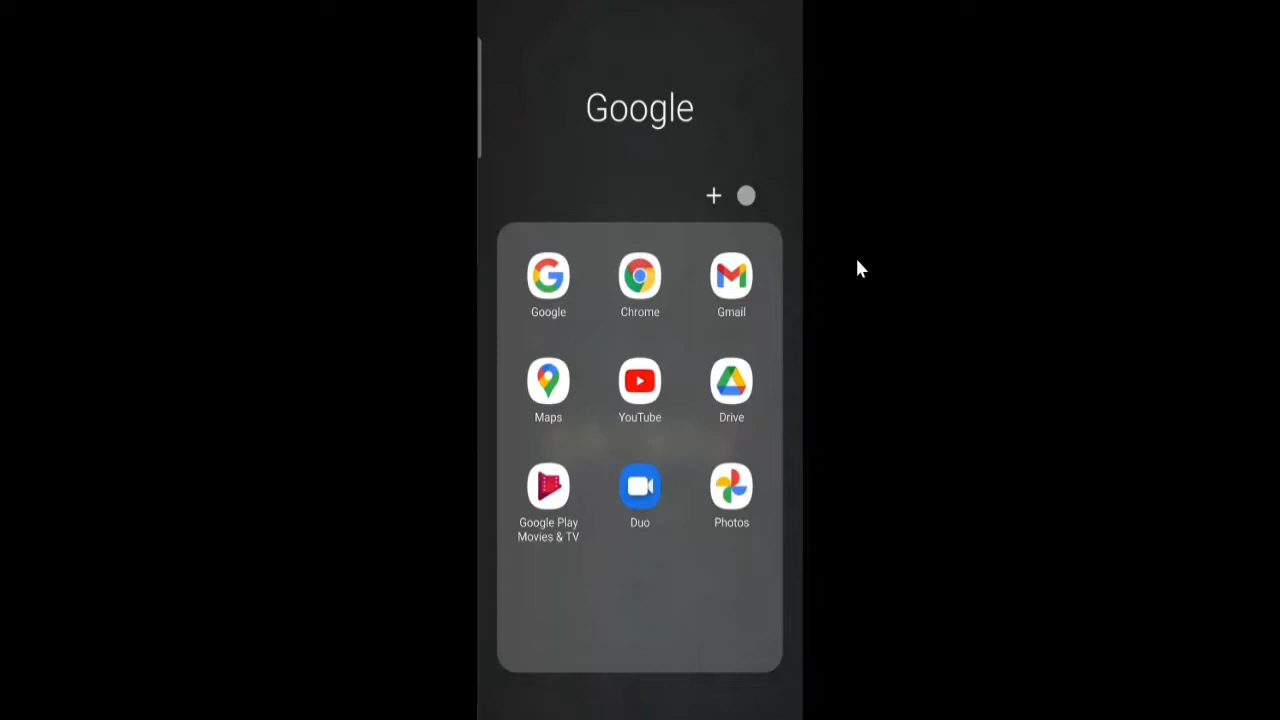 Google
+
Google Chrome Gmail
Maps YouTube Drive
Google Play Duo Photos
Movies & TV